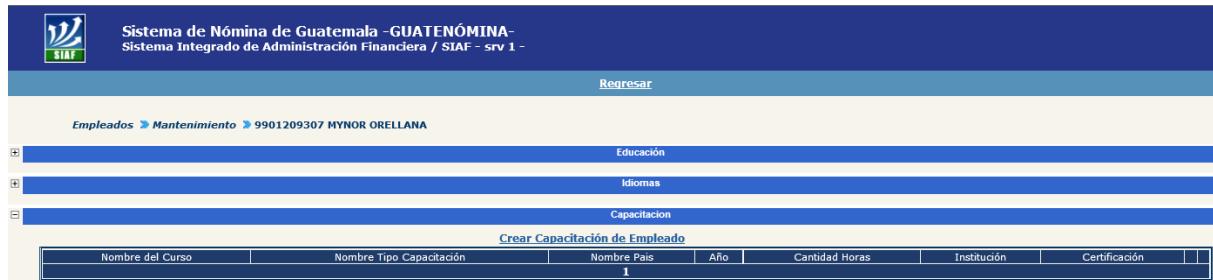 Sistema de Nómina de Guatemala -GUATENÓMINA-
Sistema Integrado de Administración Financiera / SIAF - srv 1 -
SIAF
Regresar
Empleados Mantenimiento 9901209307 MYNOR ORELLANA
Educación
Idiomas
Capacitacion
Crear Capacitación de Empleado
Nombre del Curso Nombre Tipo Capacitación Nombre Pais Año Cantidad Horas Institución Certificación
1